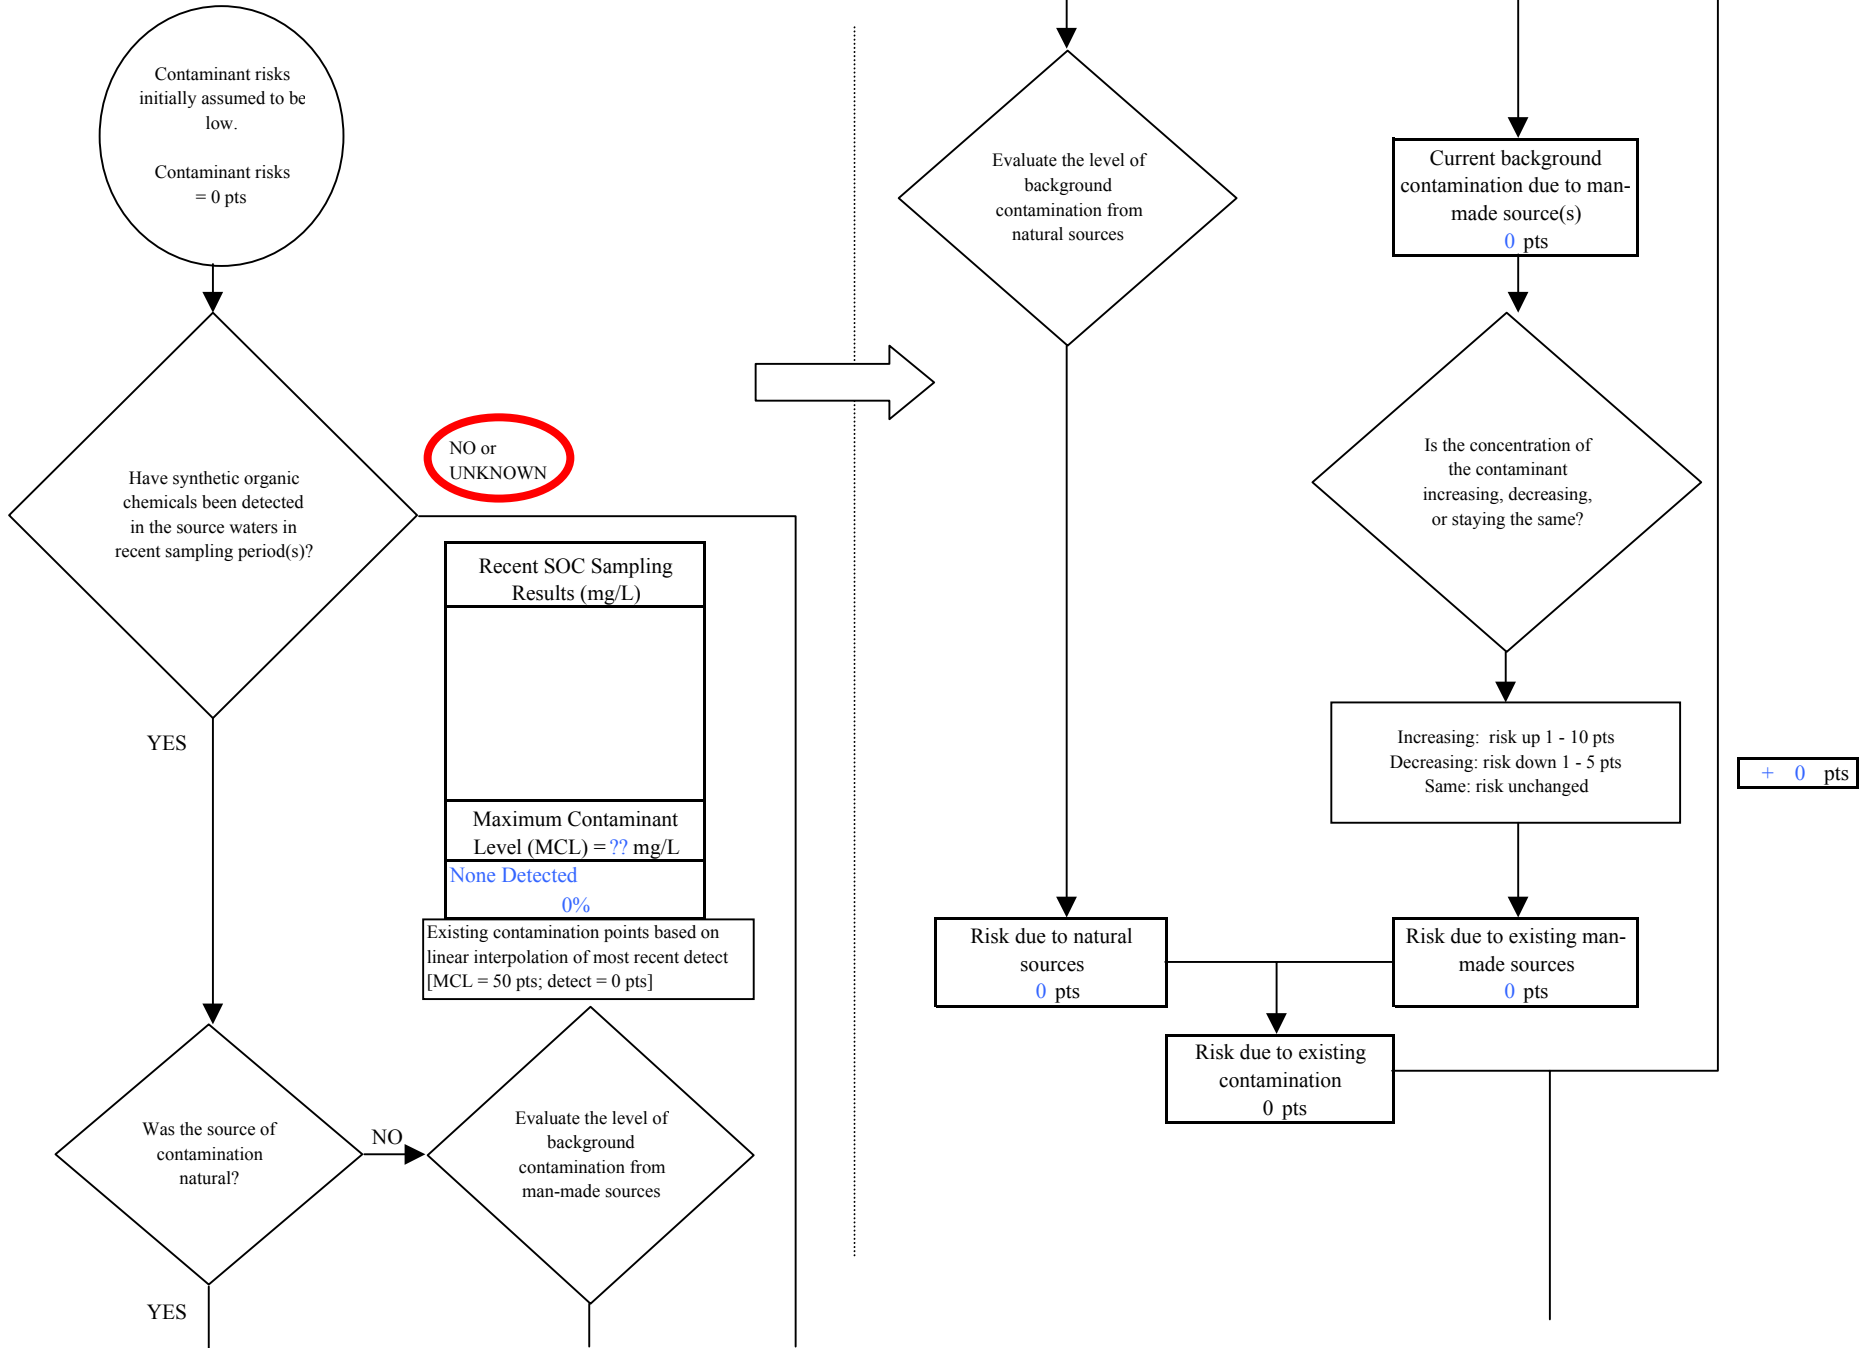 Contaminant risks
initially assumed to be
low.
Contaminant risks
= 0 pts
Have synthetic organic
chemicals been detected
in the source waters in
recent sampling period(s)?
NO or
UNKNOWN
YES
Recent SOC Sampling
Results (mg/L)
Maximum Contaminant
Level (MCL) = ?? mg/L
None Detected
0%
Existing contamination points based on
linear interpolation of most recent detect
[MCL = 50 pts; detect = 0 pts]
Was the source of
contamination
natural?
NO
YES
Evaluate the level of
background
contamination from
man-made sources
Evaluate the level of
background
contamination from
natural sources
Current background
contamination due to man-
made source(s)
0 pts
Is the concentration of
the contaminant
increasing, decreasing,
or staying the same?
Increasing: risk up 1 - 10 pts
Decreasing: risk down 1 - 5 pts
Same: risk unchanged
+ 0 pts
Risk due to natural
sources
0 pts
Risk due to existing man-
made sources
0 pts
Risk due to existing
contamination
0 pts